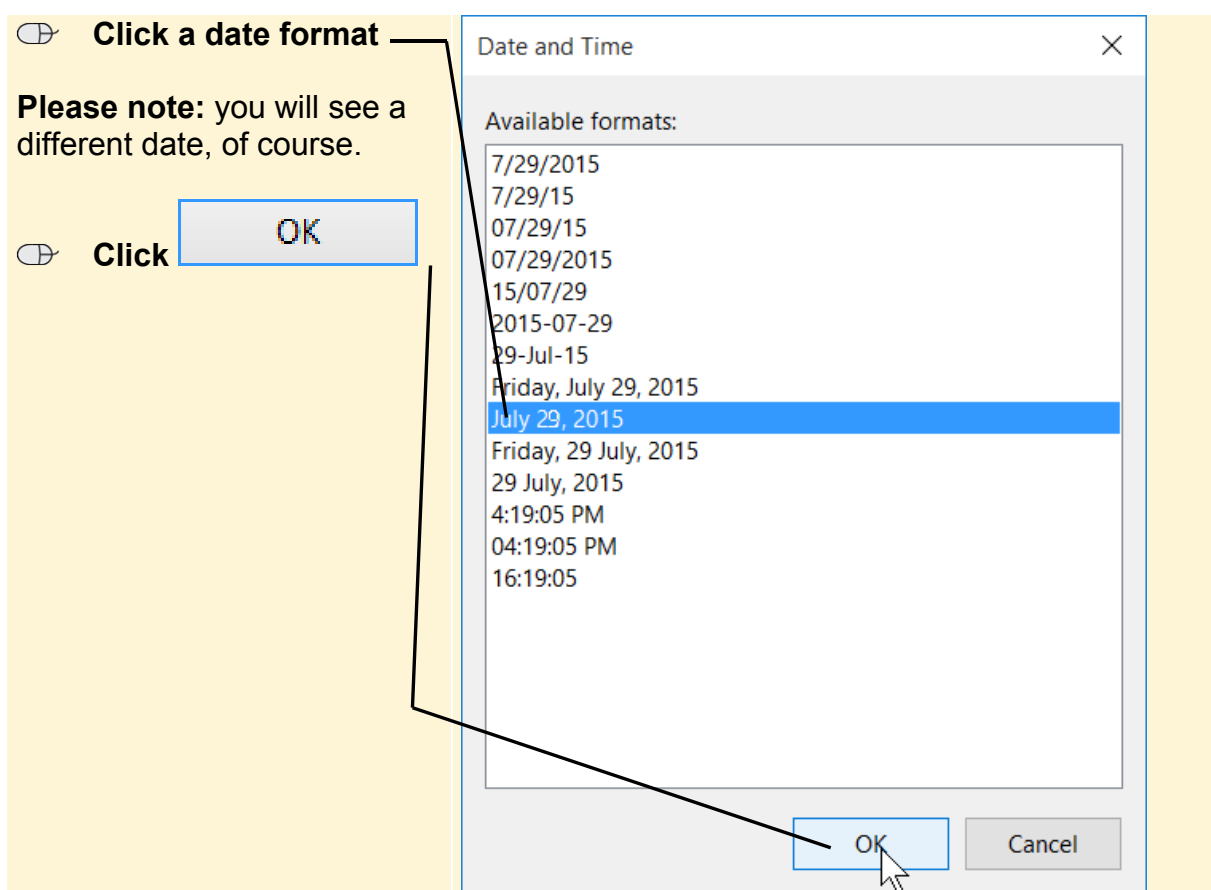 Click a date format
Please note: you will see a
different date, of course.
Click OK
Date and Time
Available formats:
7/29/2015
7/29/15
07/29/15
07/29/2015
15/07/29
2015-07-29
29-Jul-15
Friday, July 29, 2015
July 29, 2015
Friday, 29 July, 2015
29 July, 2015
4:19:05 PM
04:19:05 PM
16:19:05
OK
Cancel